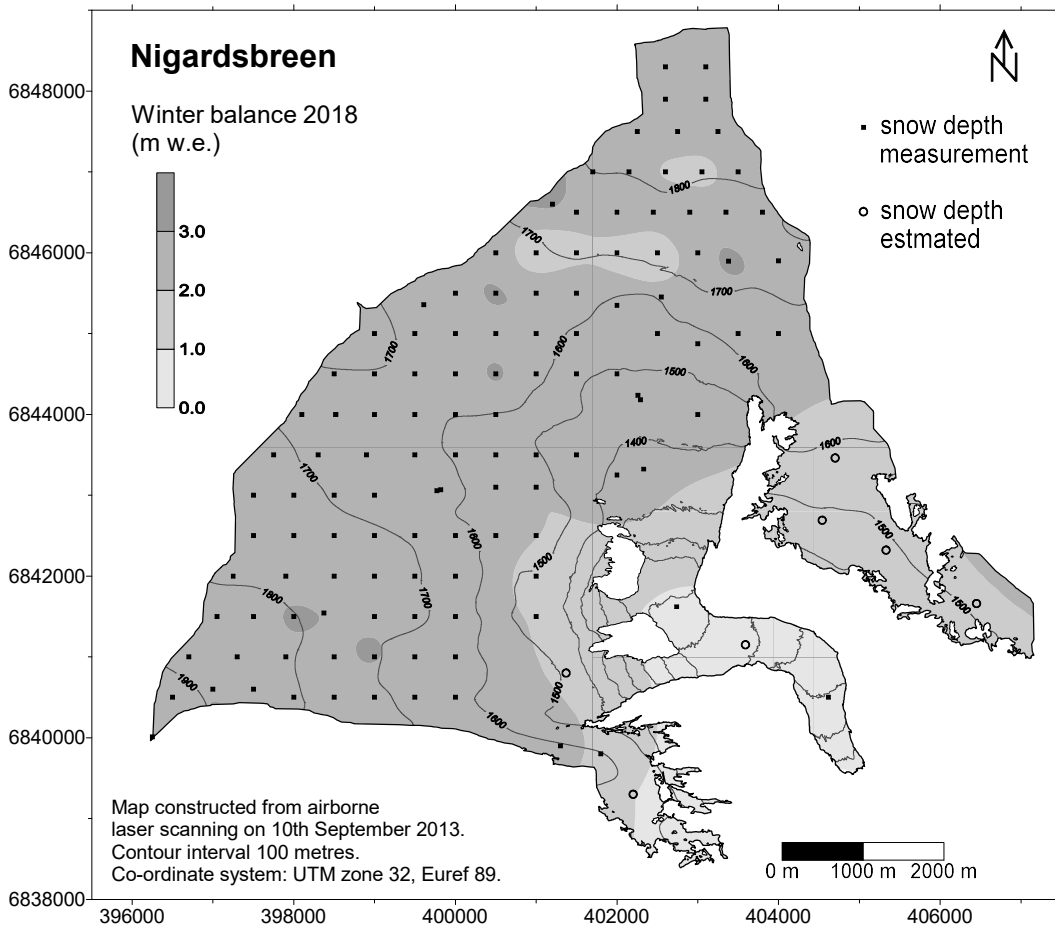 Nigardsbreen
Winter balance 2018
(m w.e.)
3.0
2.0
1.0
0.0
N
snow depth
measurement
snow depth
estmated
1800
1700
1700
1600
1600
1500
1700
1400
1600
1700
1500
1600
1500
1700
1800
1500
1900
1500
1600
Map constructed from airborne
laser scanning on 10th September 2013.
Contour interval 100 metres.
Co-ordinate system: UTM zone 32, Euref 89.
0 m 1000 m 2000 m
6848000
6846000
6844000
6842000
6840000
6838000
396000 398000 400000 402000 404000 406000